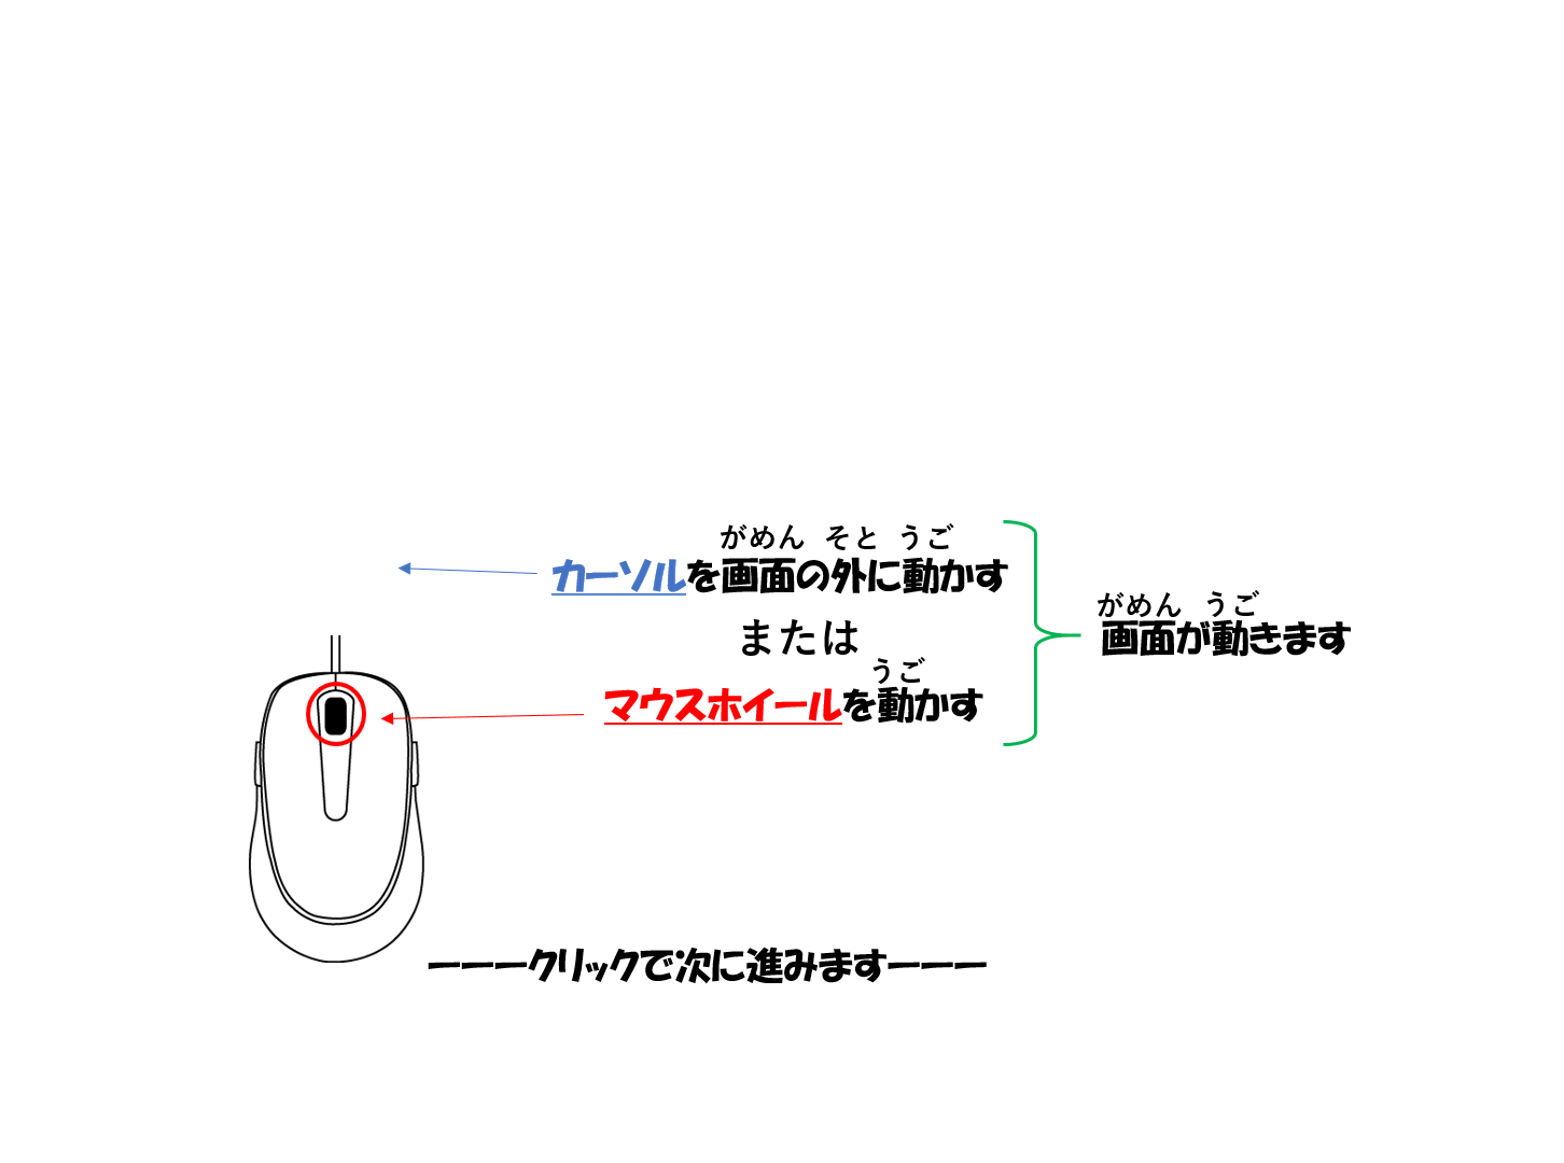 がめん そと うご
カーソルを画面の外に動かす
または
うご
マウスホイールを動かす
がめん うご
画面が動きます
ーーークリックで次に進みますーーー